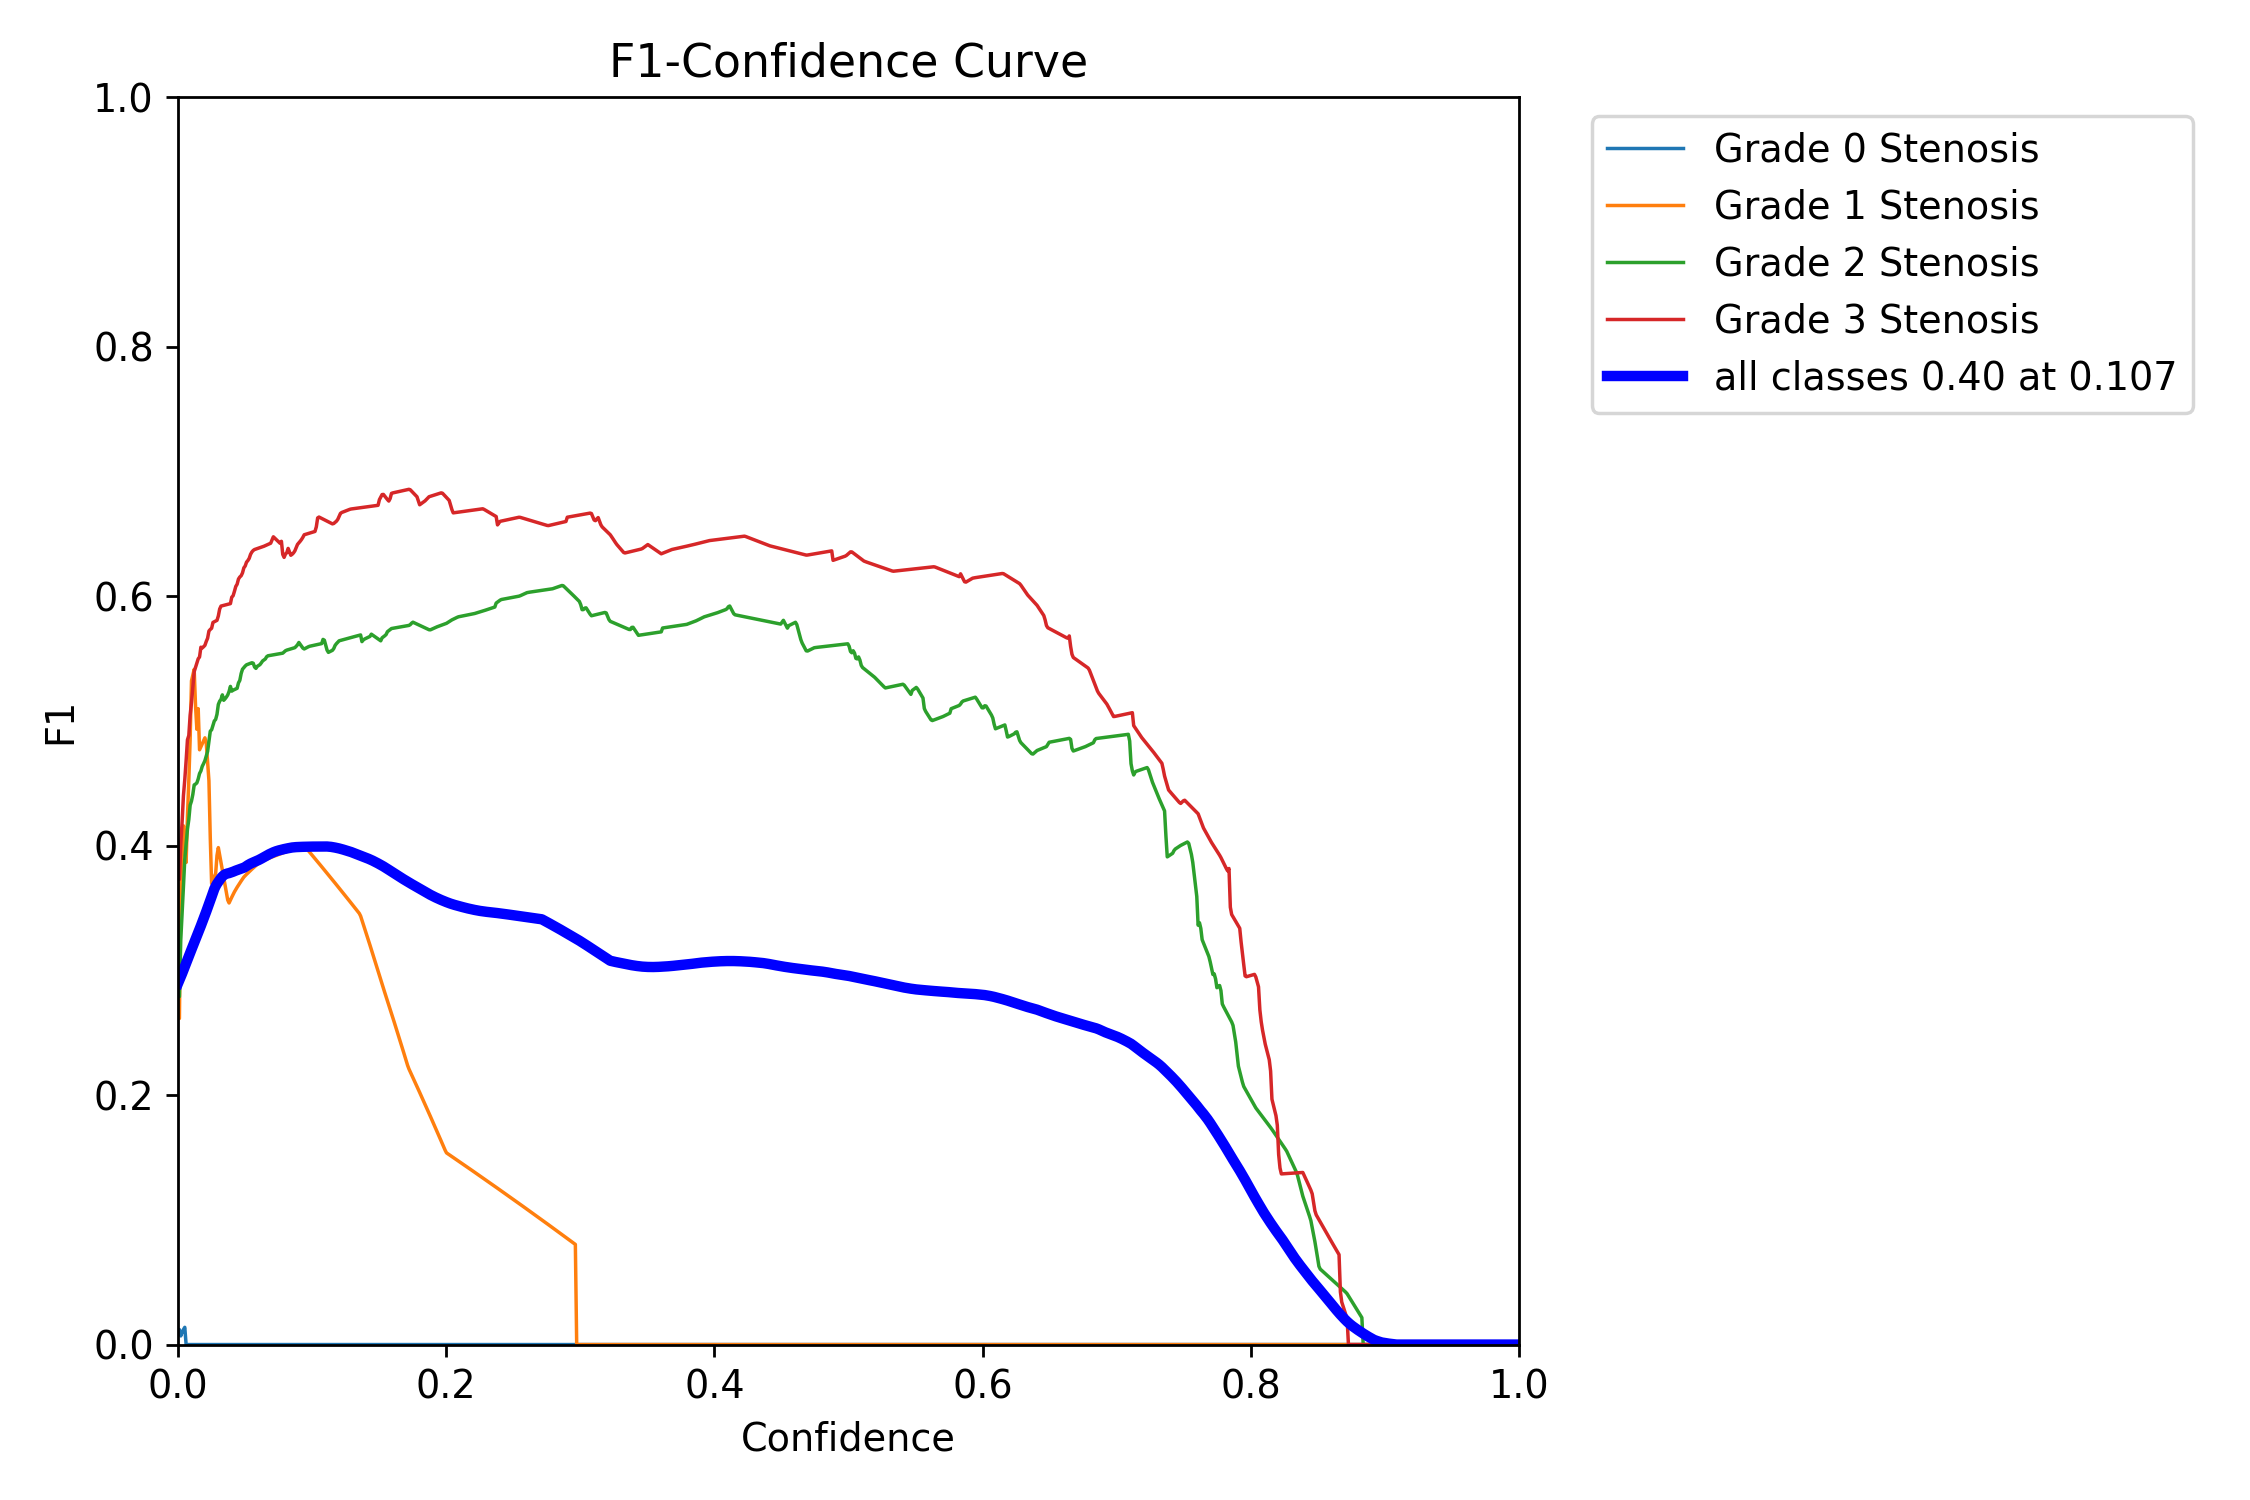 F1-Confidence Curve
1.0
0.8
0.6
0.4
0.2
0.0
F1
0.0 0.2 0.4 0.6 0.8 1.0
Confidence
Grade 0 Stenosis
Grade 1 Stenosis
Grade 2 Stenosis
Grade 3 Stenosis
all classes 0.40 at 0.107